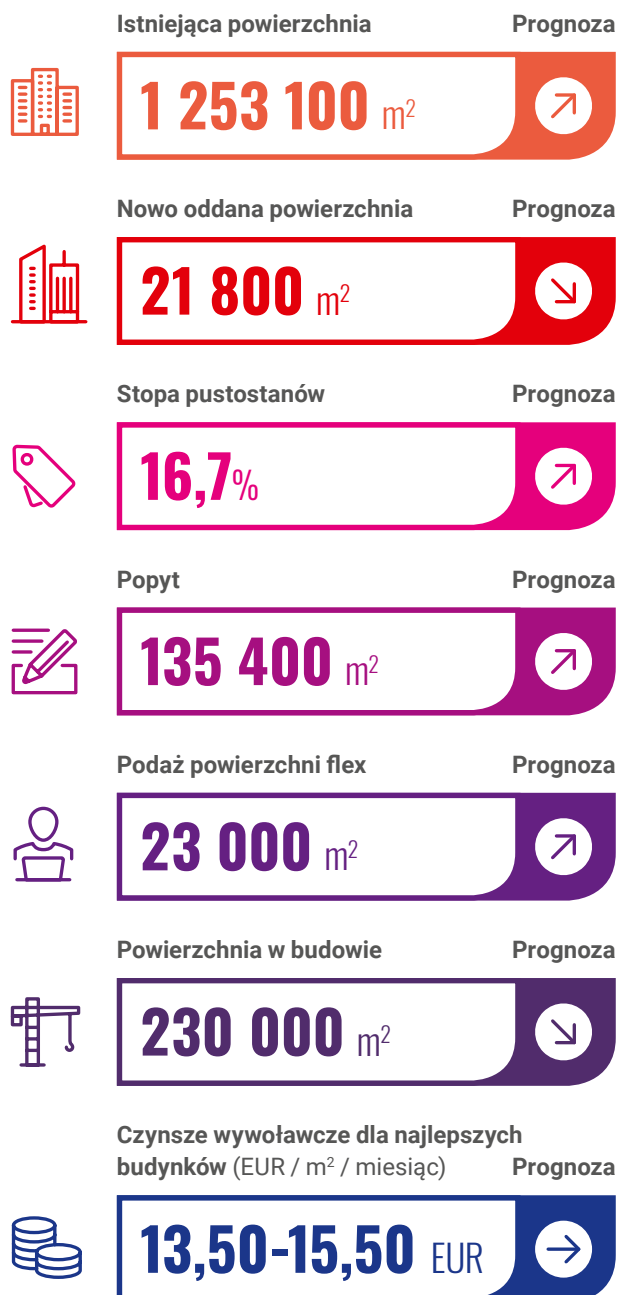 Istniejąca powierzchnia Prognoza
1 253 100 m²
Nowo oddana powierzchnia Prognoza
21 800 m²
Stopa pustostanów Prognoza
16,7%
Popyt Prognoza
135 400 m²
Podaż powierzchni flex Prognoza
23 000 m²
Powierzchnia w budowie Prognoza
230 000 m²
Czynsze wywoławcze dla najlepszych
budynków (EUR / m² / miesiąc) Prognoza
13,50-15,50 EUR